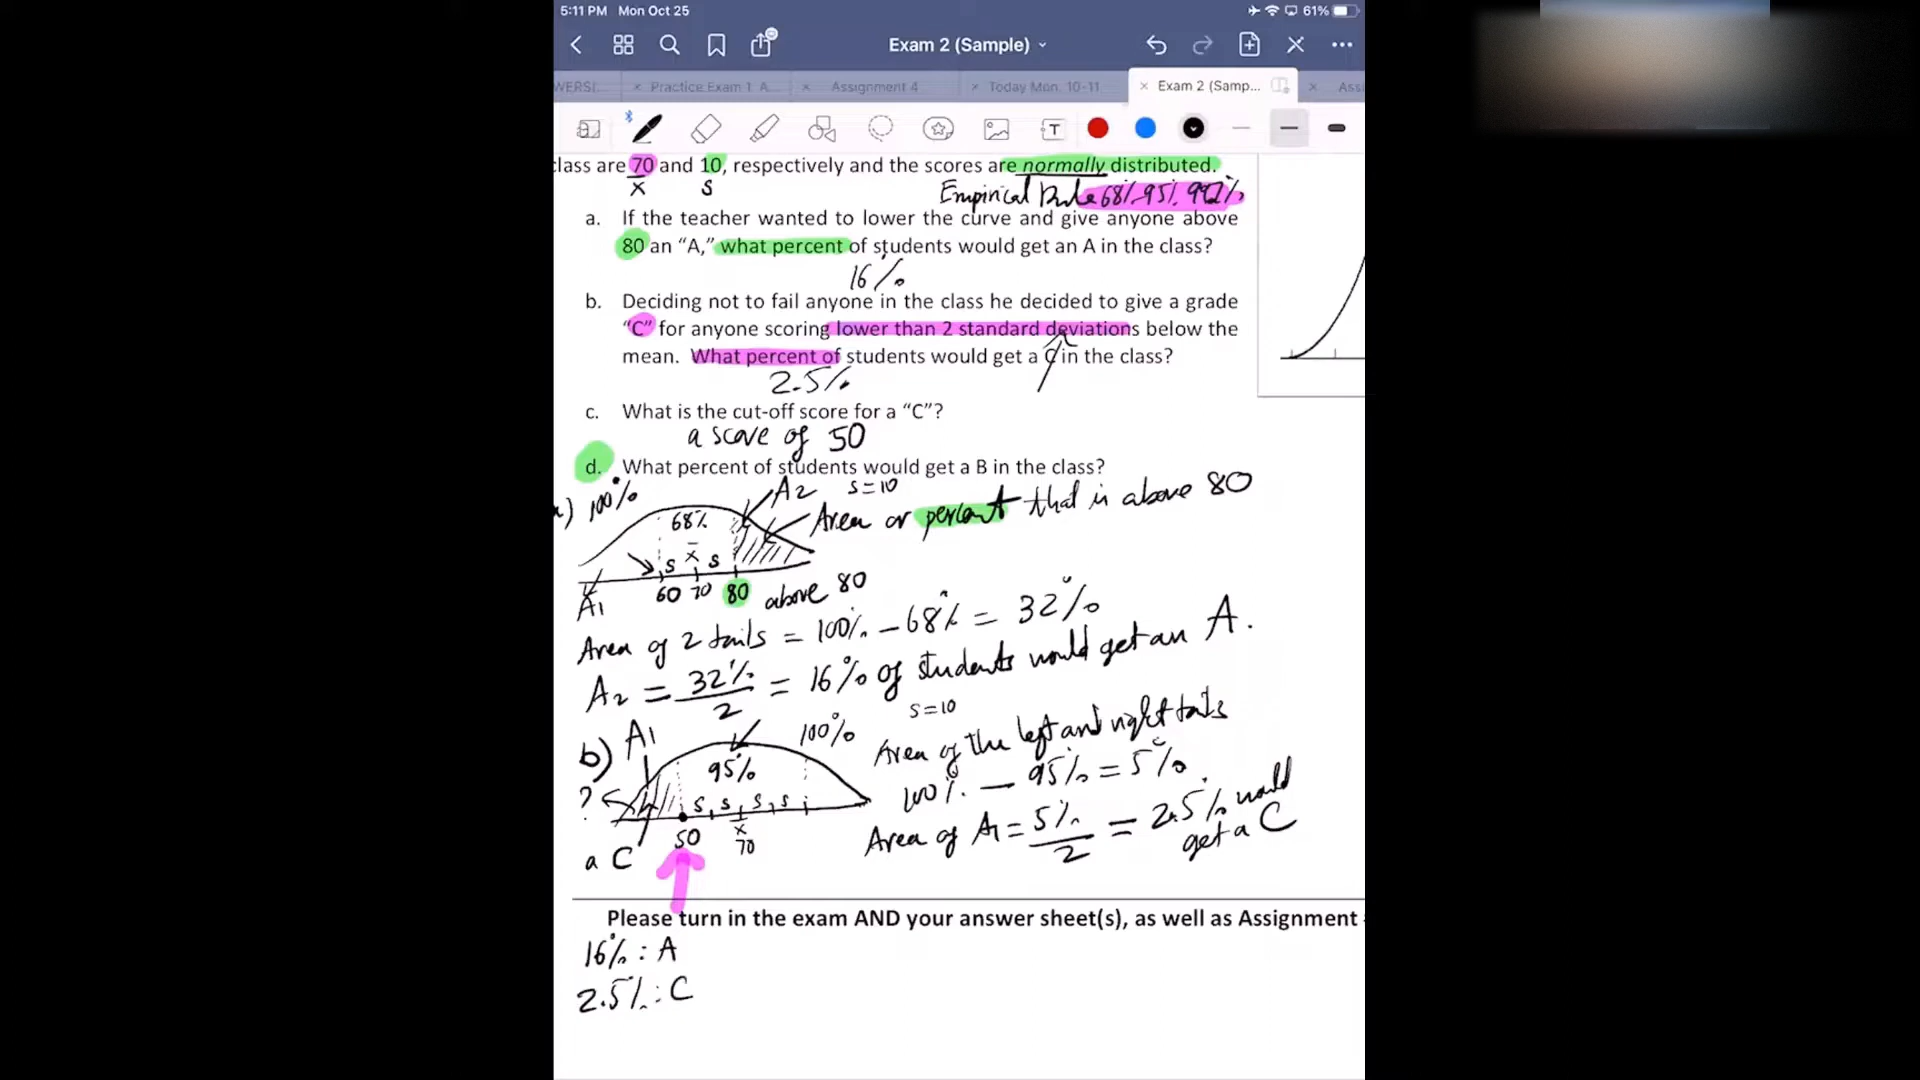 5:11 PM Mon Oct 25
61%
Exam 2 (Sample)
WERSI...
× Practice Exam 1 A...
× Assignment 4
× Today Mon. 10-11
× Exam 2 (Samp...
× Assi
T
class are 70 and 10, respectively and the scores are normally distributed.
x̄ s
Empirical Rule 68% 95% 99.7%
a. If the teacher wanted to lower the curve and give anyone above
80 an “A,” what percent of students would get an A in the class?
16%
b. Deciding not to fail anyone in the class he decided to give a grade
“C” for anyone scoring lower than 2 standard deviations below the
mean. What percent of students would get a C in the class?
2.5%
c. What is the cut-off score for a “C”?
a score of 50
d. What percent of students would get a B in the class?
a) 100%
A2 s=10
68%
Area or percent that is above 80
s x̄ s
A1 60 70 80 above 80
Area of 2 tails = 100% - 68% = 32%
A2 = 32%/2 = 16% of students would get an A.
s=10
b) A1 100%
Area of the left and right tails
95%
100% - 95% = 5%
? s s s s
Area of A1 = 5%/2 = 2.5% would
get a C
50 x̄ 70
a C
Please turn in the exam AND your answer sheet(s), as well as Assignment
16% : A
2.5% : C